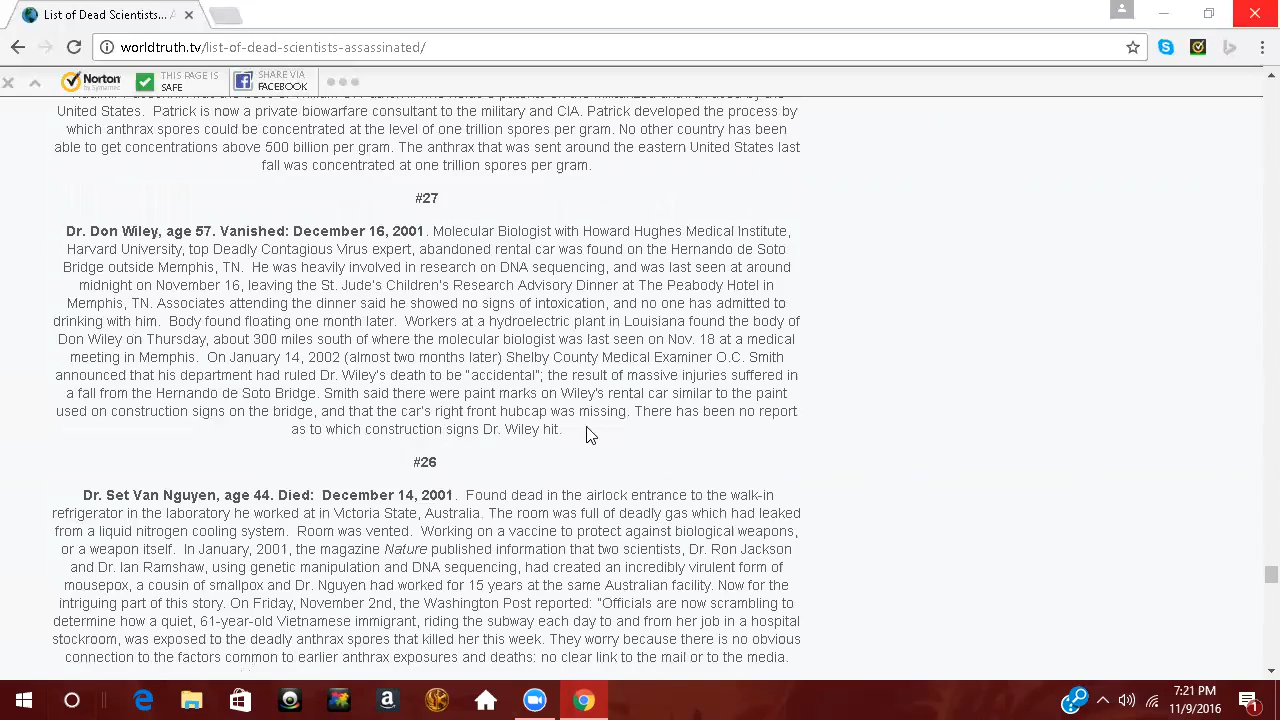 List of Dead Scientists... A
worldtruth.tv/list-of-dead-scientists-assassinated/
Norton
by Symantec
THIS PAGE IS
SAFE
SHARE VIA
FACEBOOK
United States. Patrick is now a private biowarfare consultant to the military and CIA. Patrick developed the process by
which anthrax spores could be concentrated at the level of one trillion spores per gram. No other country has been
able to get concentrations above 500 billion per gram. The anthrax that was sent around the eastern United States last
fall was concentrated at one trillion spores per gram.
#27
Dr. Don Wiley, age 57. Vanished: December 16, 2001. Molecular Biologist with Howard Hughes Medical Institute,
Harvard University, top Deadly Contagious Virus expert, abandoned rental car was found on the Hernando de Soto
Bridge outside Memphis, TN. He was heavily involved in research on DNA sequencing, and was last seen at around
midnight on November 16, leaving the St. Jude's Children's Research Advisory Dinner at The Peabody Hotel in
Memphis, TN. Associates attending the dinner said he showed no signs of intoxication, and no one has admitted to
drinking with him. Body found floating one month later. Workers at a hydroelectric plant in Louisiana found the body of
Don Wiley on Thursday, about 300 miles south of where the molecular biologist was last seen on Nov. 18 at a medical
meeting in Memphis. On January 14, 2002 (almost two months later) Shelby County Medical Examiner O.C. Smith
announced that his department had ruled Dr. Wiley's death to be "accidental"; the result of massive injuries suffered in
a fall from the Hernando de Soto Bridge. Smith said there were paint marks on Wiley's rental car similar to the paint
used on construction signs on the bridge, and that the car's right front hubcap was missing. There has been no report
as to which construction signs Dr. Wiley hit.
#26
Dr. Set Van Nguyen, age 44. Died: December 14, 2001. Found dead in the airlock entrance to the walk-in
refrigerator in the laboratory he worked at in Victoria State, Australia. The room was full of deadly gas which had leaked
from a liquid nitrogen cooling system. Room was vented. Working on a vaccine to protect against biological weapons,
or a weapon itself. In January, 2001, the magazine Nature published information that two scientists, Dr. Ron Jackson
and Dr. Ian Ramshaw, using genetic manipulation and DNA sequencing, had created an incredibly virulent form of
mousepox, a cousin of smallpox and Dr. Nguyen had worked for 15 years at the same Australian facility. Now for the
intriguing part of this story. On Friday, November 2nd, the Washington Post reported: "Officials are now scrambling to
determine how a quiet, 61-year-old Vietnamese immigrant, riding the subway each day to and from her job in a hospital
stockroom, was exposed to the deadly anthrax spores that killed her this week. They worry because there is no obvious
connection to the factors common to earlier anthrax exposures and deaths: no clear link to the mail or to the media.
7:21 PM
11/9/2016
1